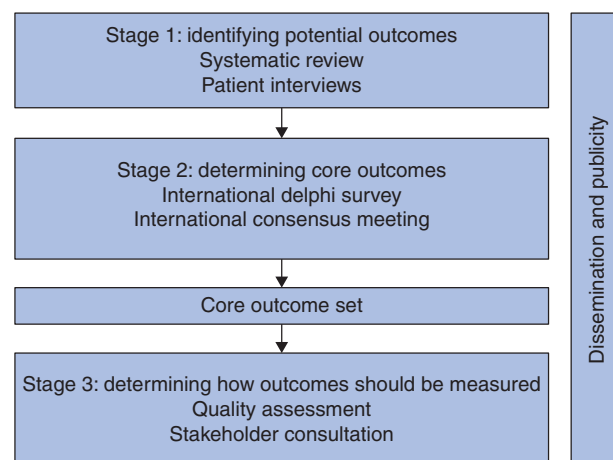 Stage 1: identifying potential outcomes
Systematic review
Patient interviews
Stage 2: determining core outcomes
International delphi survey
International consensus meeting
Core outcome set
Stage 3: determining how outcomes should be measured
Quality assessment
Stakeholder consultation
Dissemination and publicity